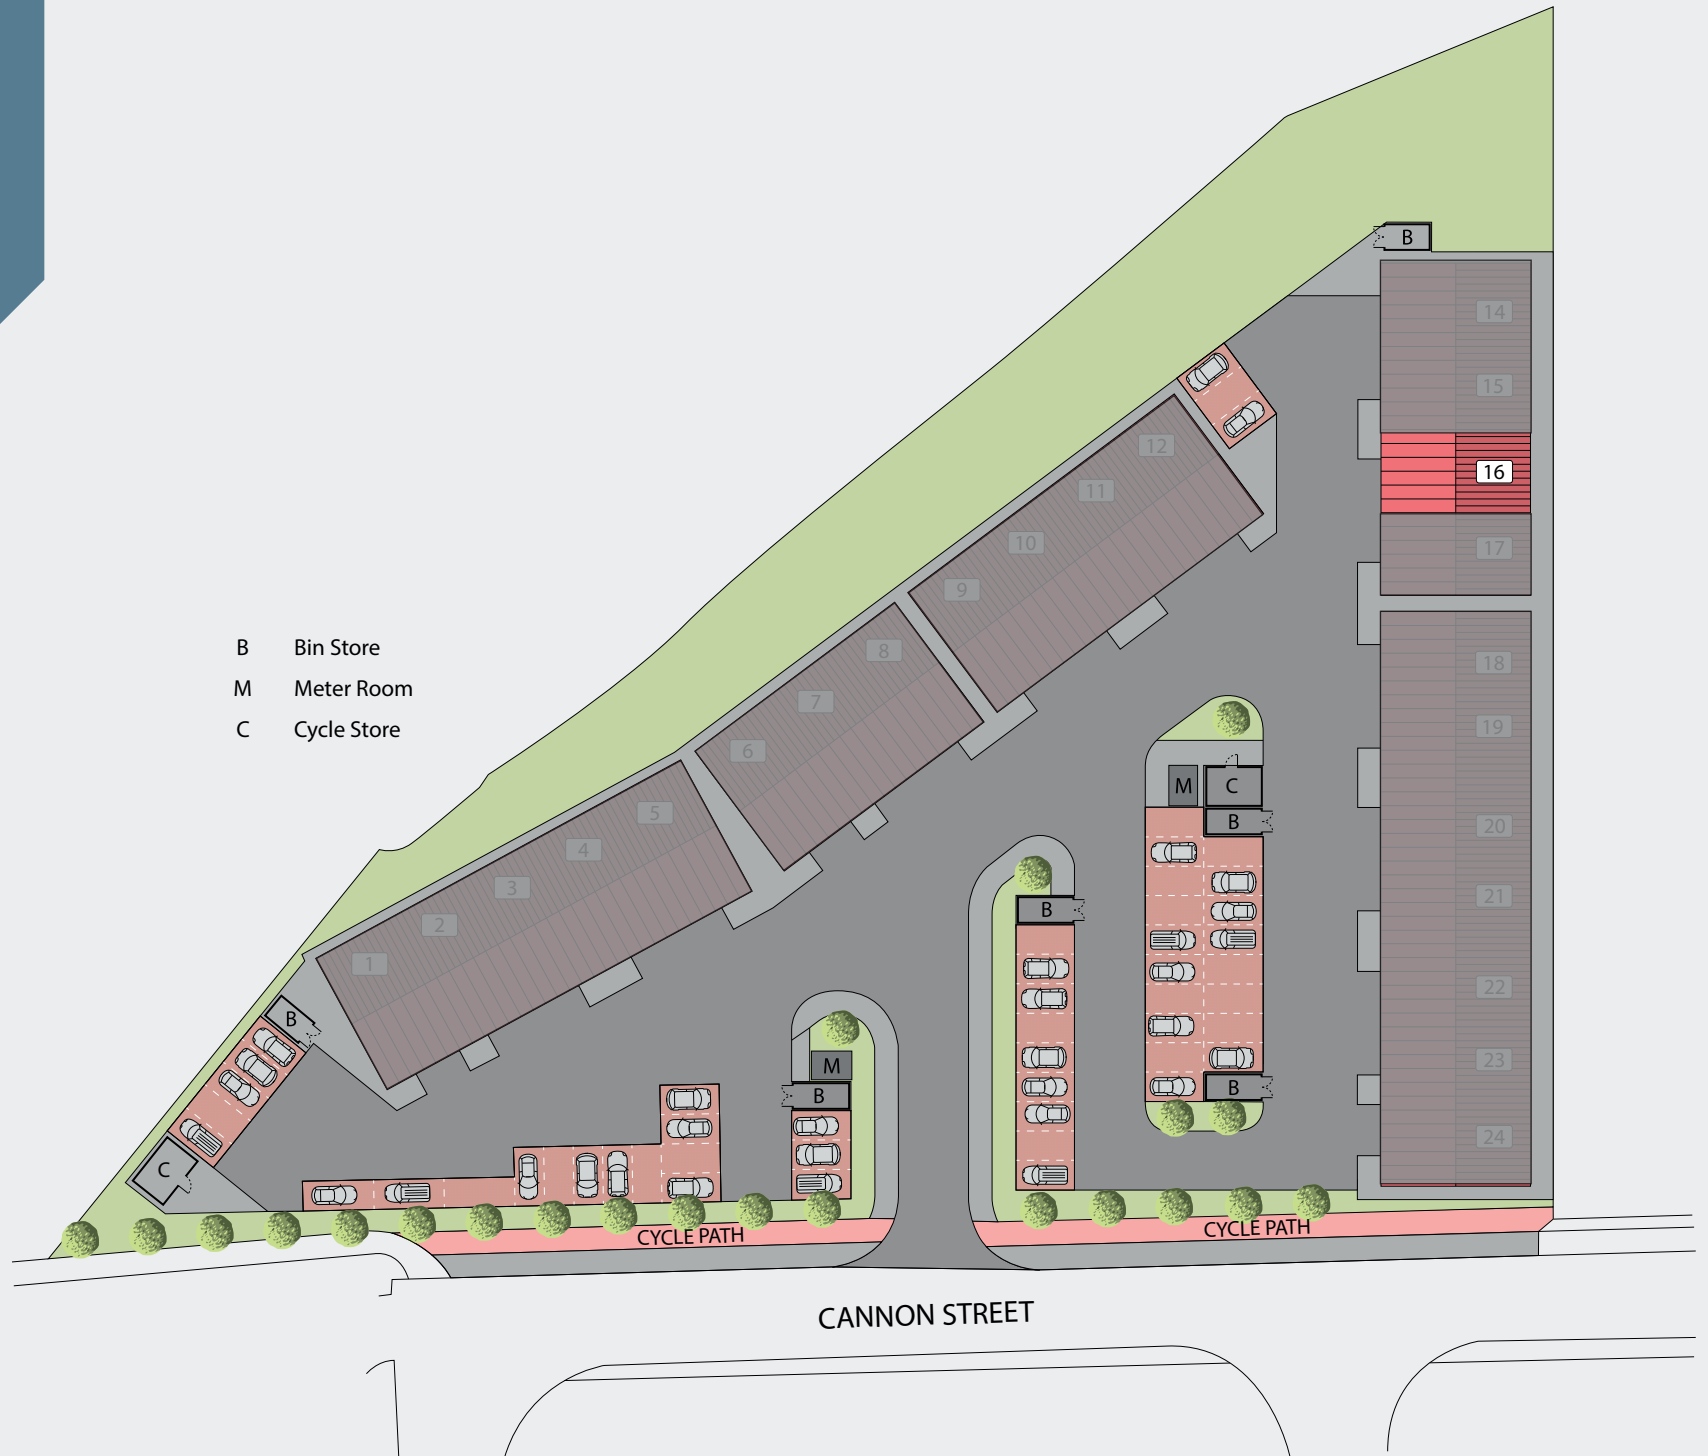 B
14
15
12
16
11
10
17
9
B Bin Store
8
18
M Meter Room
7
19
C Cycle Store
6
M
C
5
B
20
4
3
21
B
2
1
22
B
23
M
B
B
24
C
CYCLE PATH
CYCLE PATH
CANNON STREET